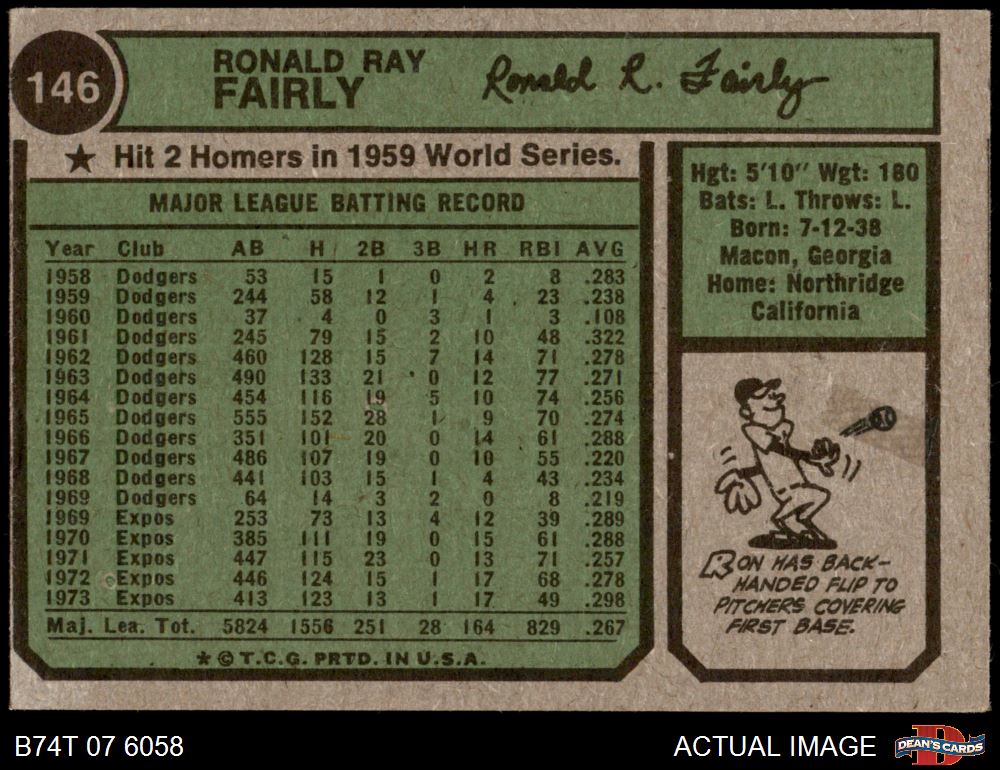 146
RONALD RAY
FAIRLY
Ronald R. Fairly
★ Hit 2 Homers in 1959 World Series.
MAJOR LEAGUE BATTING RECORD
Year Club AB H 2B 3B HR RBI AVG
1958 Dodgers 53 15 1 0 2 8 .283
1959 Dodgers 244 58 12 1 4 23 .238
1960 Dodgers 37 4 0 3 1 3 .108
1961 Dodgers 245 79 15 2 10 48 .322
1962 Dodgers 460 128 15 7 14 71 .278
1963 Dodgers 490 133 21 0 12 77 .271
1964 Dodgers 454 116 19 5 10 74 .256
1965 Dodgers 555 152 28 1 9 70 .274
1966 Dodgers 351 101 20 0 14 61 .288
1967 Dodgers 486 107 19 0 10 55 .220
1968 Dodgers 441 103 15 1 4 43 .234
1969 Dodgers 64 14 3 2 0 8 .219
1969 Expos 253 73 13 4 12 39 .289
1970 Expos 385 111 19 0 15 61 .288
1971 Expos 447 115 23 0 13 71 .257
1972 Expos 446 124 15 1 17 68 .278
1973 Expos 413 123 13 1 17 49 .298
Maj. Lea. Tot. 5824 1556 251 28 164 829 .267
* © T.C.G. PRTD. IN U.S.A.
Hgt: 5'10" Wgt: 180
Bats: L. Throws: L.
Born: 7-12-38
Macon, Georgia
Home: Northridge
California
RON HAS BACK-
HANDED FLIP TO
PITCHERS COVERING
FIRST BASE.
B74T 07 6058
ACTUAL IMAGE
D
DEAN'S CARDS